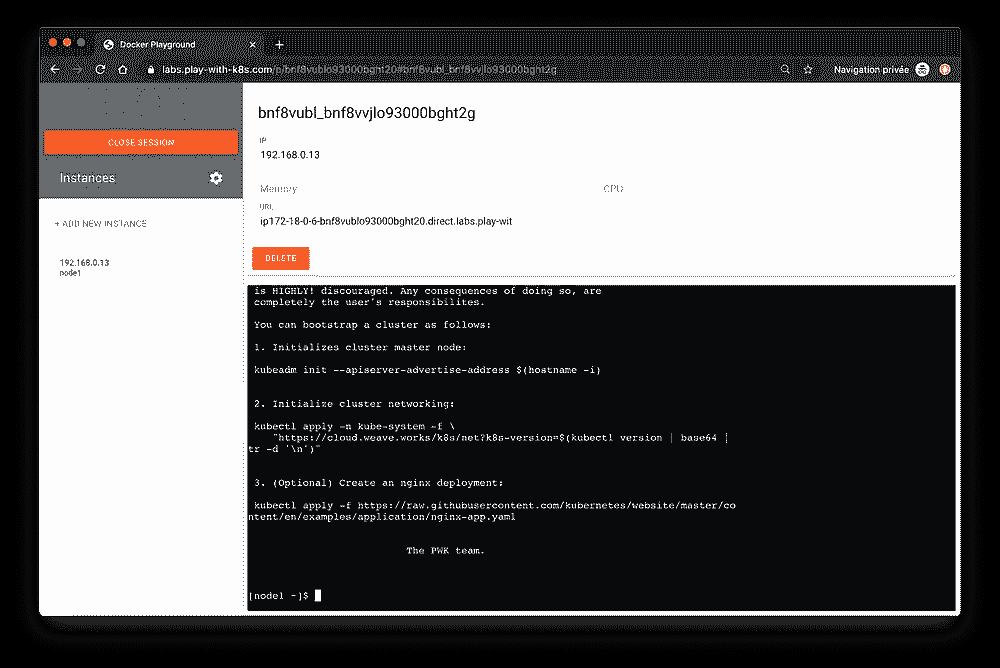 Docker Playground
labs.play-with-k8s.com/p/bnf8vublo93000bght20#bnf8vubl_bnf8vvjlo93000bght2g
Navigation privée
CLOSE SESSION
Instances
+ ADD NEW INSTANCE
192.168.0.13
node1
bnf8vubl_bnf8vvjlo93000bght2g
IP
192.168.0.13
Memory
CPU
URL
ip172-18-0-6-bnf8vublo93000bght20.direct.labs.play-wit
DELETE
is HIGHLY! discouraged. Any consequences of doing so, are
completely the user's responsibilites.
You can bootstrap a cluster as follows:
1. Initializes cluster master node:
kubeadm init --apiserver-advertise-address $(hostname -i)
2. Initialize cluster networking:
kubectl apply -n kube-system -f \
"https://cloud.weave.works/k8s/net?k8s-version=$(kubectl version | base64 |
tr -d '\n')"
3. (Optional) Create an nginx deployment:
kubectl apply -f https://raw.githubusercontent.com/kubernetes/website/master/co
ntent/en/examples/application/nginx-app.yaml
The PWK team.
[node1 ~]$